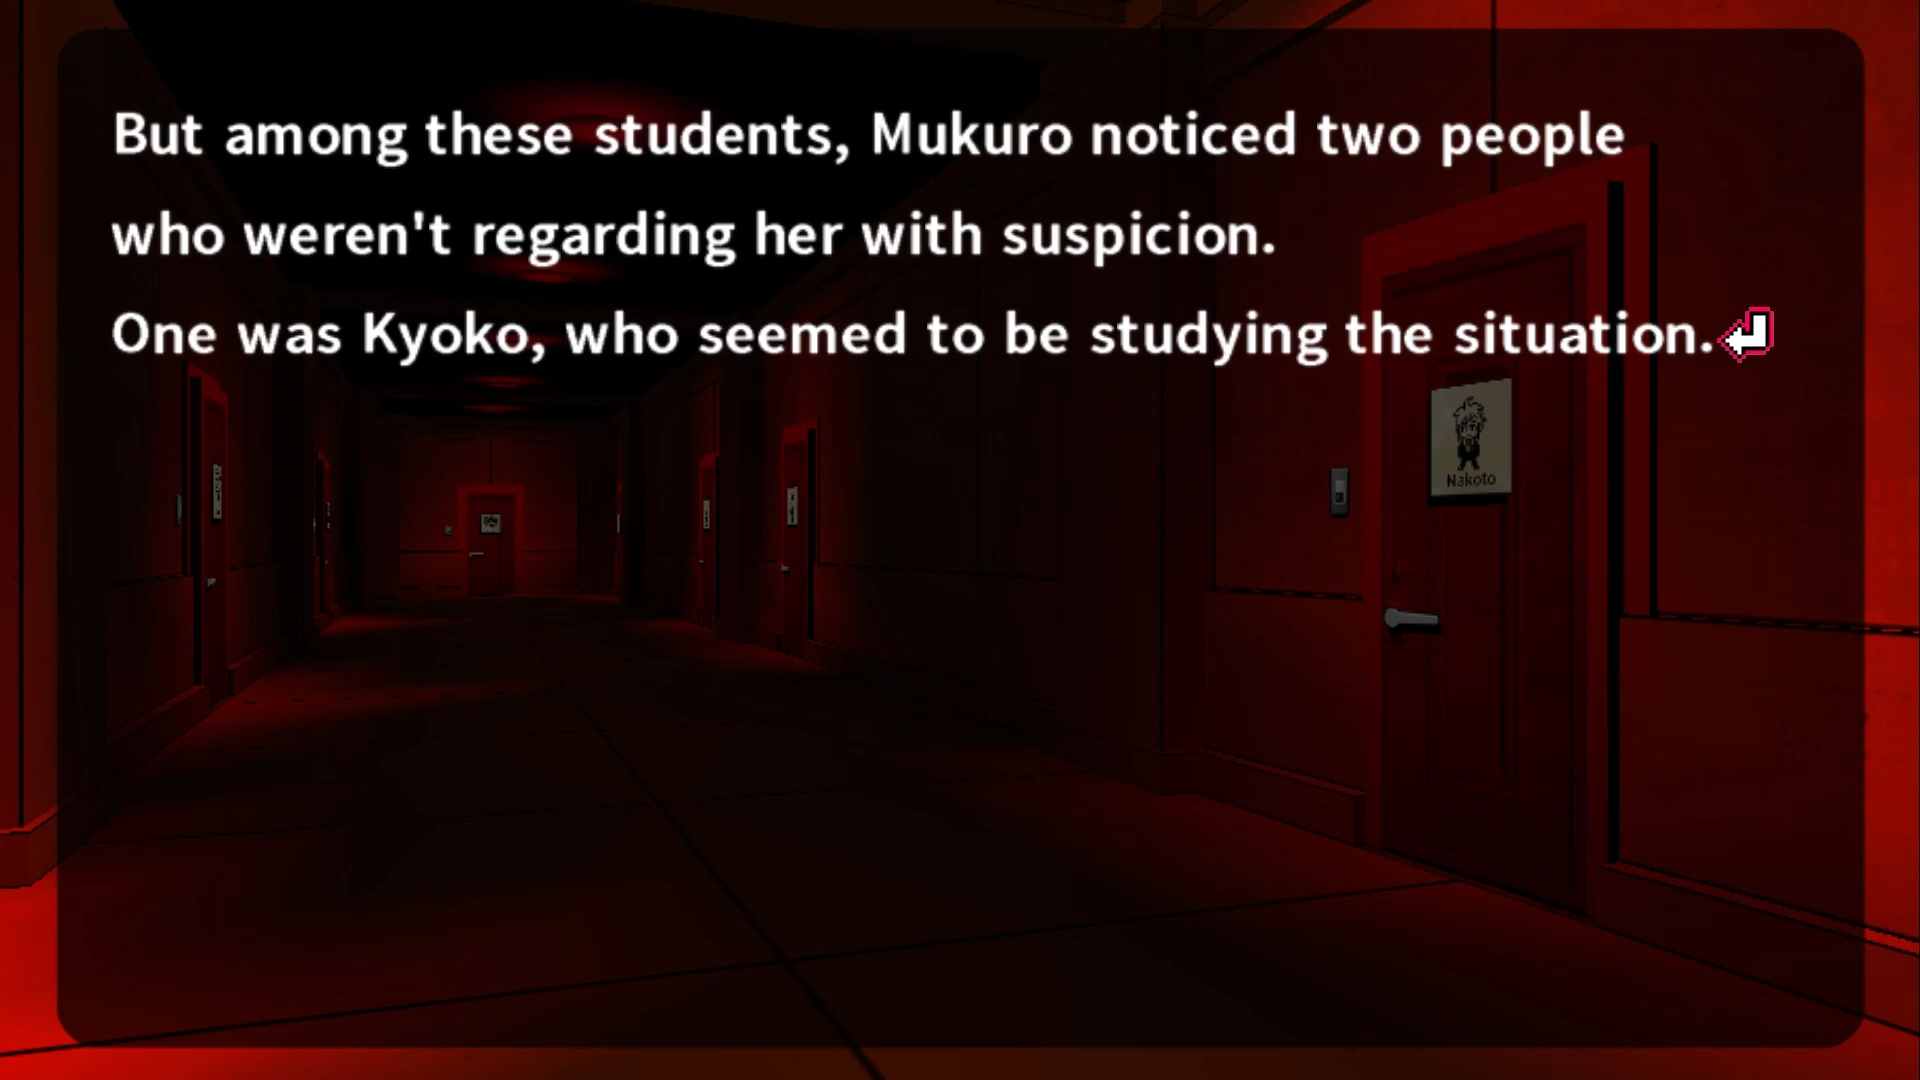 But among these students, Mukuro noticed two people
who weren't regarding her with suspicion.
One was Kyoko, who seemed to be studying the situation.
Nakoto